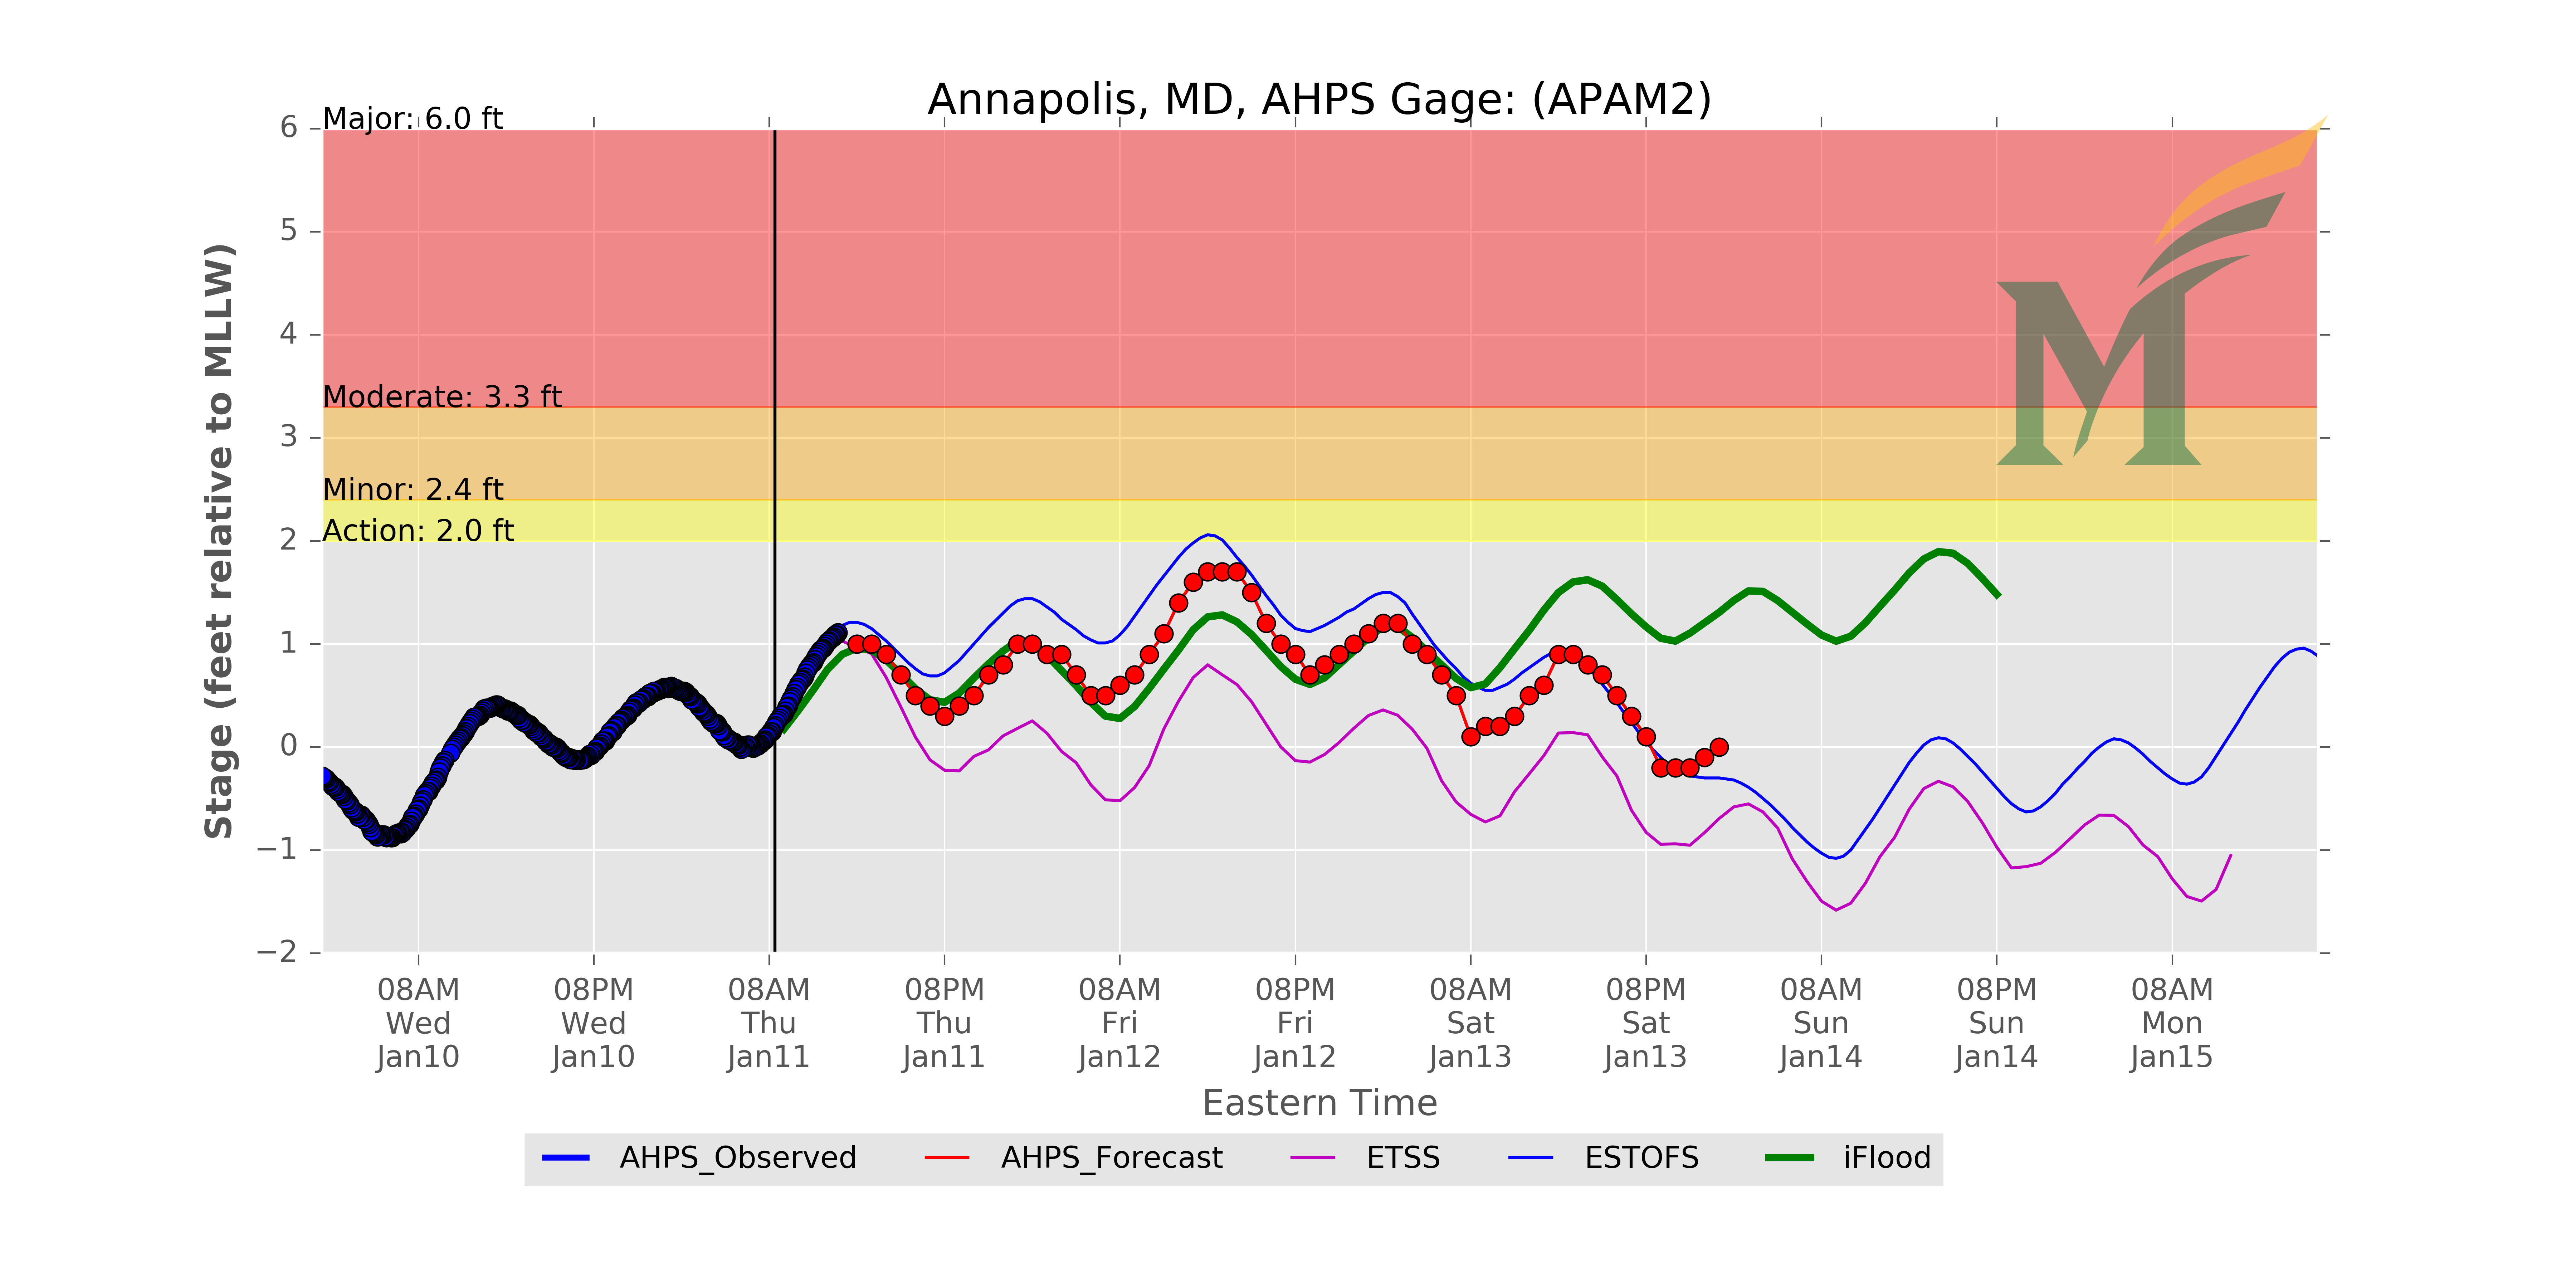 Annapolis, MD, AHPS Gage: (APAM2)
Major: 6.0 ft
Moderate: 3.3 ft
Minor: 2.4 ft
Action: 2.0 ft
Stage (feet relative to MLLW)
6
5
4
3
2
1
0
−1
−2
08AM 08PM 08AM 08PM 08AM 08PM 08AM 08PM 08AM 08PM 08AM
Wed Wed Thu Thu Fri Fri Sat Sat Sun Sun Mon
Jan10 Jan10 Jan11 Jan11 Jan12 Jan12 Jan13 Jan13 Jan14 Jan14 Jan15
Eastern Time
AHPS_Observed AHPS_Forecast ETSS ESTOFS iFlood
M